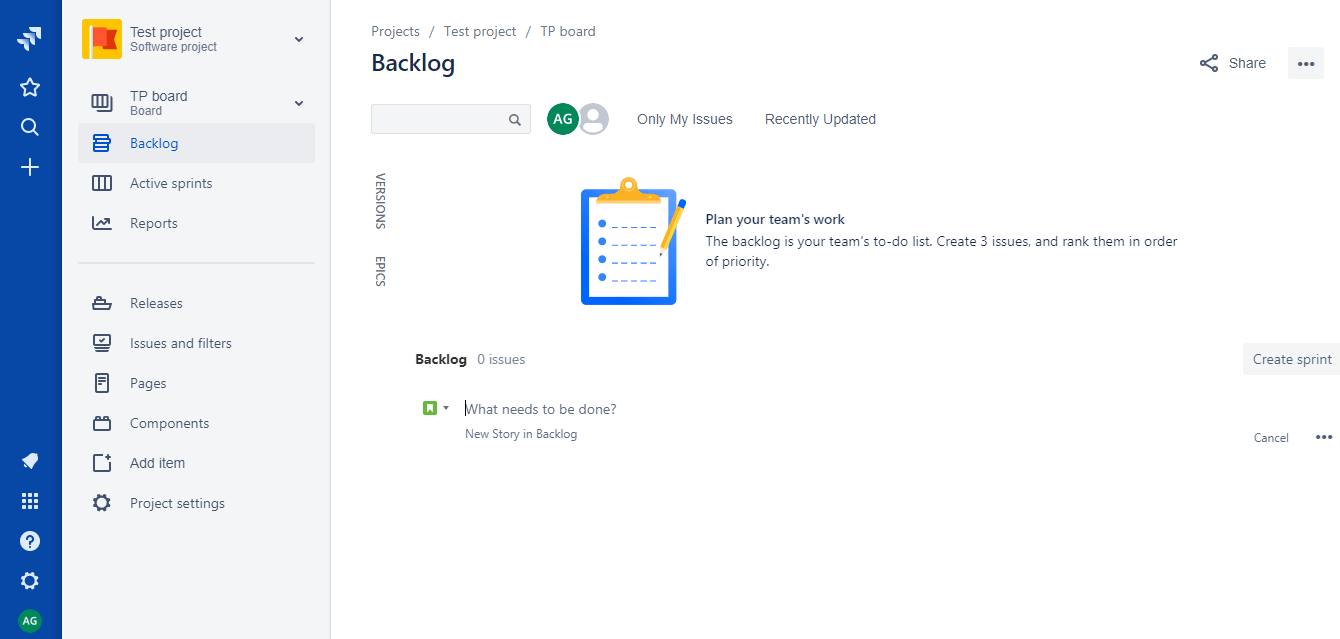 Test project
Software project
TP board
Board
Backlog
Active sprints
Reports
Releases
Issues and filters
Pages
Components
Add item
Project settings
?
AG
Projects / Test project / TP board
Backlog
Share
AG
Only My Issues
Recently Updated
VERSIONS
EPICS
Plan your team's work
The backlog is your team's to-do list. Create 3 issues, and rank them in order
of priority.
Backlog 0 issues
Create sprint
What needs to be done?
New Story in Backlog
Cancel